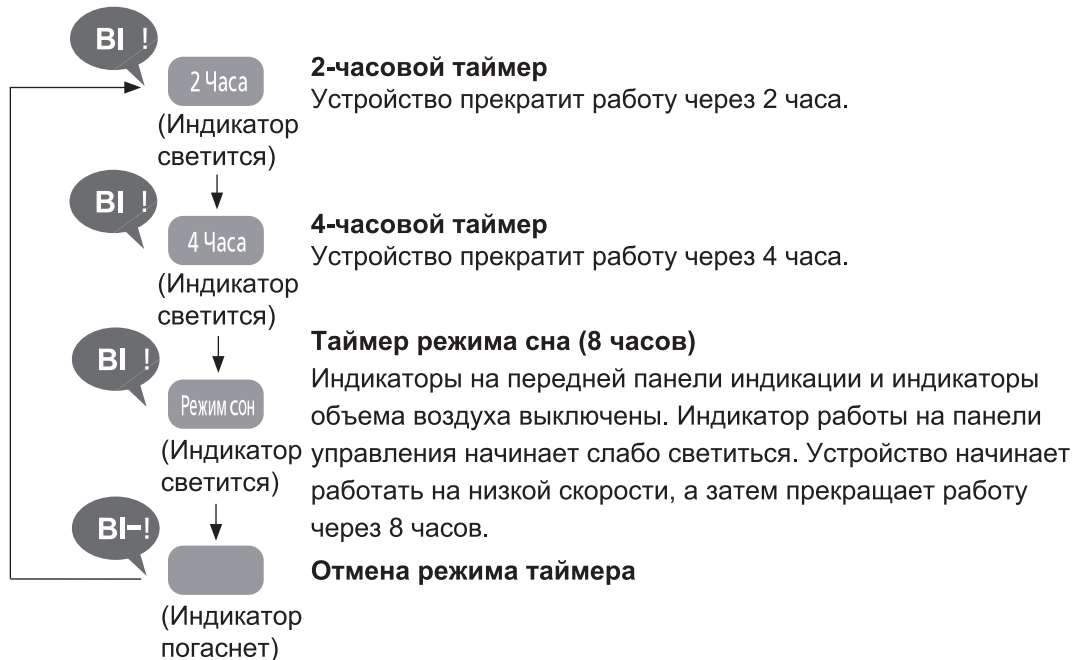 BI !
2 Часа
(Индикатор
светится)
2-часовой таймер
Устройство прекратит работу через 2 часа.
BI !
4 Часа
(Индикатор
светится)
4-часовой таймер
Устройство прекратит работу через 4 часа.
BI !
Режим сон
(Индикатор
светится)
Таймер режима сна (8 часов)
Индикаторы на передней панели индикации и индикаторы
объема воздуха выключены. Индикатор работы на панели
управления начинает слабо светиться. Устройство начинает
работать на низкой скорости, а затем прекращает работу
через 8 часов.
BI–!
(Индикатор
погаснет)
Отмена режима таймера